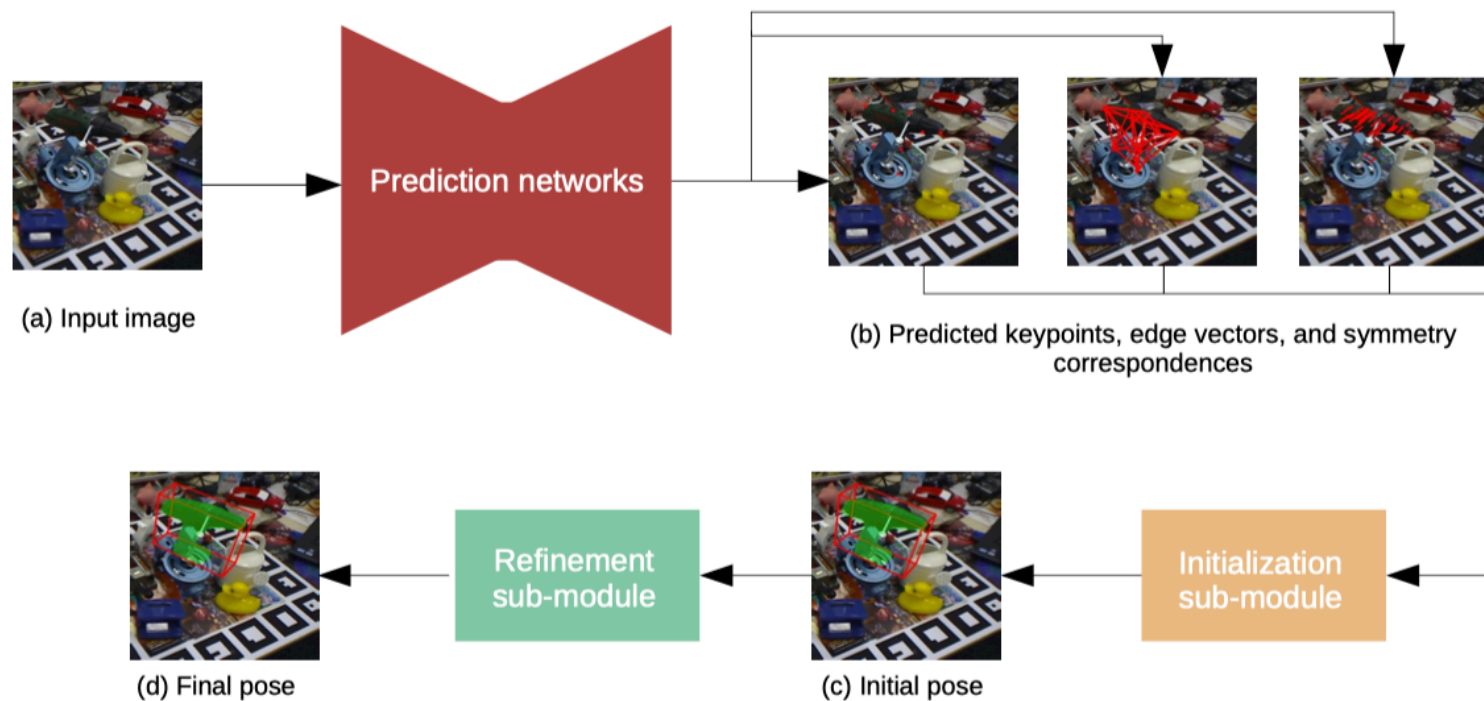 Prediction networks
(a) Input image
(b) Predicted keypoints, edge vectors, and symmetry
correspondences
Refinement
sub-module
Initialization
sub-module
(d) Final pose
(c) Initial pose